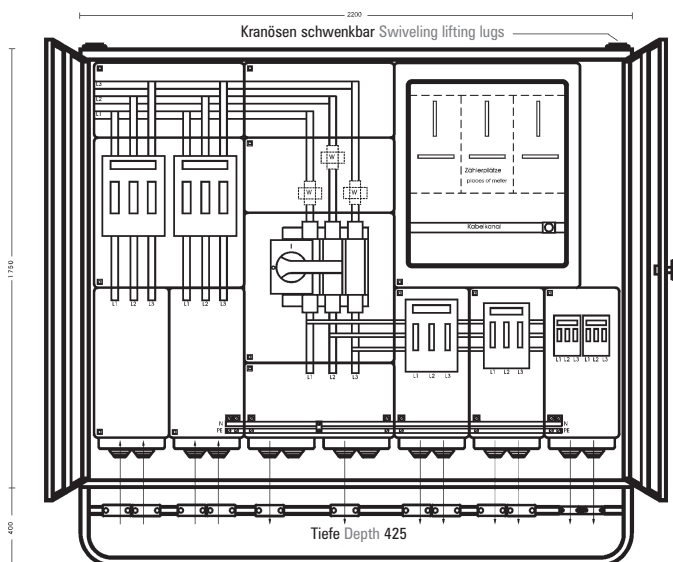 2200
Kranösen schwenkbar Swiveling lifting lugs
1750
400
L3
L2
L1
W
W W
Zählerplätze
places of meter
Kabelkanal
I
L1 L2 L3 L1 L2 L3
L1 L2 L3 L1 L2 L3
L1 L2 L3
L1 L2 L3
L1 L2 L3
N
PE
N
PE
Tiefe Depth 425